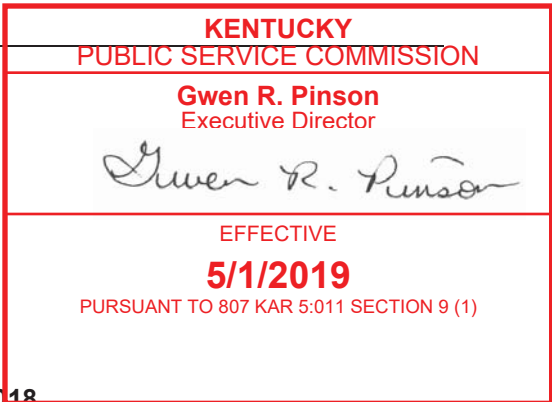 KENTUCKY
PUBLIC SERVICE COMMISSION
Gwen R. Pinson
Executive Director
Gwen R. Pinson
EFFECTIVE
5/1/2019
PURSUANT TO 807 KAR 5:011 SECTION 9 (1)
18